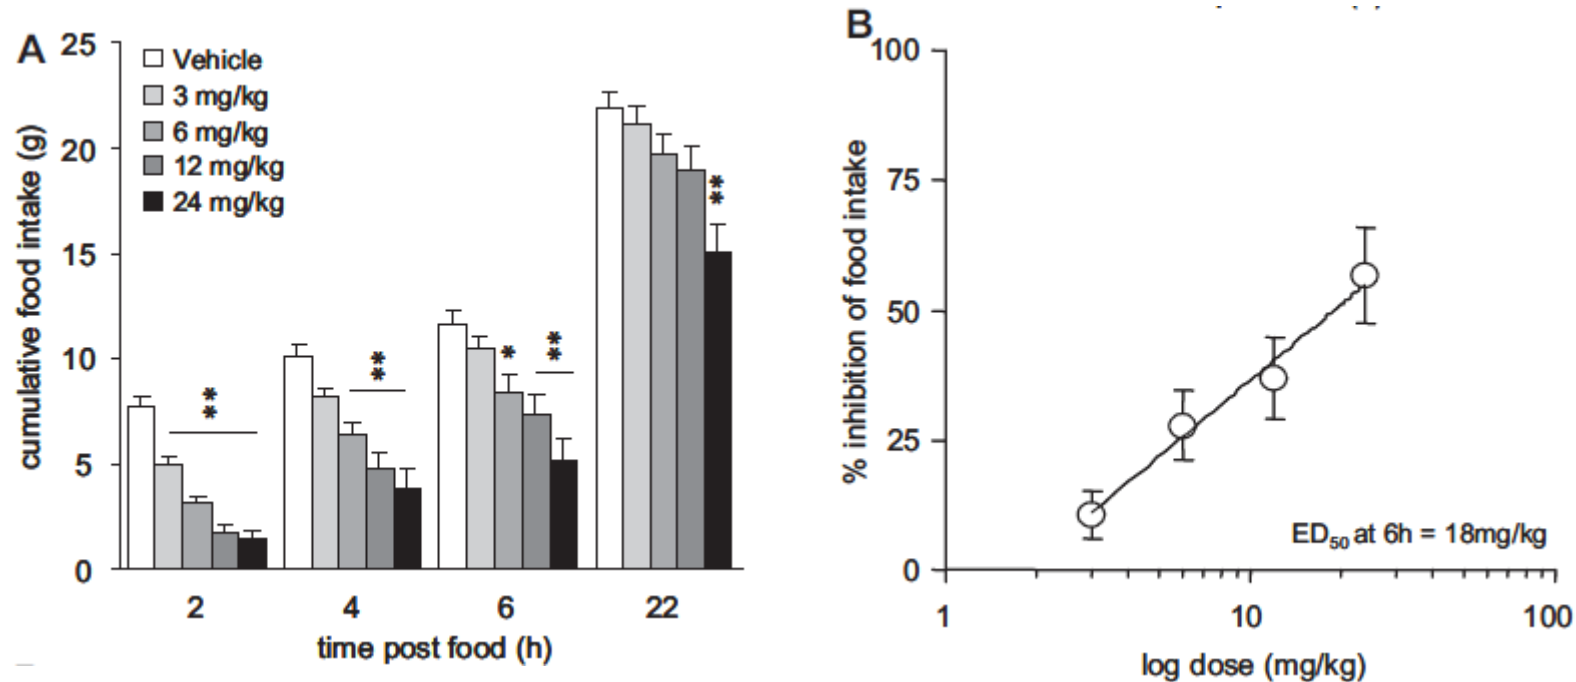 A
25
20
15
10
5
0
cumulative food intake (g)
Vehicle
3 mg/kg
6 mg/kg
12 mg/kg
24 mg/kg
**
**
*
**
**
2 4 6 22
time post food (h)
B
100
75
50
25
0
% inhibition of food intake
ED50 at 6h = 18mg/kg
1 10 100
log dose (mg/kg)